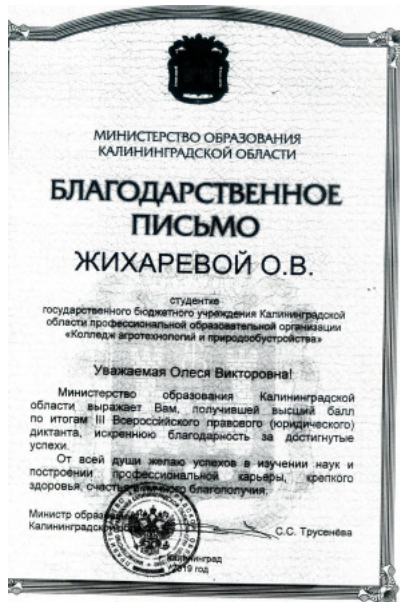 МИНИСТЕРСТВО ОБРАЗОВАНИЯ
КАЛИНИНГРАДСКОЙ ОБЛАСТИ
БЛАГОДАРСТВЕННОЕ
ПИСЬМО
ЖИХАРЕВОЙ О.В.
студентке
государственного бюджетного учреждения Калининградской
области профессиональной образовательной организации
«Колледж агротехнологий и природообустройства»
Уважаемая Олеся Викторовна!
Министерство образования Калининградской
области выражает Вам, получившей высший балл
по итогам III Всероссийского правового (юридического)
диктанта, искреннюю благодарность за достигнутые
успехи.
От всей души желаю успехов в изучении наук и
построении профессиональной карьеры, крепкого
здоровья, счастья и благополучия.
Министр
Калининградской С.С. Трусенёва
2019 год